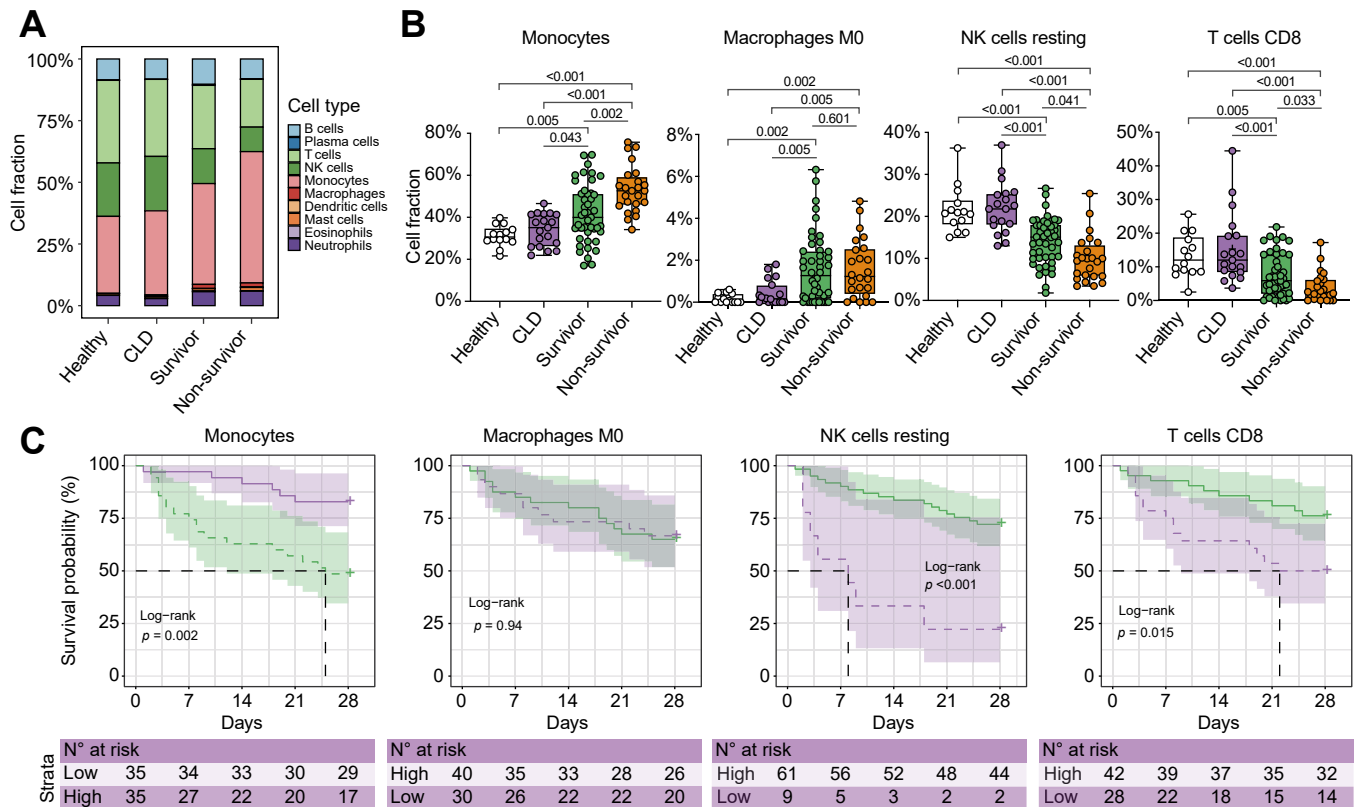 A
100%
75%
50%
25%
0%
Cell fraction
Healthy
CLD
Survivor
Non-survivor
Cell type
B cells
Plasma cells
T cells
NK cells
Monocytes
Macrophages
Dendritic cells
Mast cells
Eosinophils
Neutrophils
B
Monocytes
<0.001
<0.001
0.005
0.002
0.043
80%
60%
40%
20%
0%
Cell fraction
Healthy
CLD
Survivor
Non-survivor
Macrophages M0
0.002
0.005
0.601
0.002
0.005
8%
6%
4%
2%
0%
Healthy
CLD
Survivor
Non-survivor
NK cells resting
<0.001
<0.001
0.041
<0.001
<0.001
40%
30%
20%
10%
0%
Healthy
CLD
Survivor
Non-survivor
T cells CD8
<0.001
<0.001
0.033
0.005
<0.001
50%
40%
30%
20%
10%
0%
Healthy
CLD
Survivor
Non-survivor
C
Monocytes
100
75
50
25
0
Survival probability (%)
Log−rank
p = 0.002
0 7 14 21 28
Days
Macrophages M0
100
75
50
25
0
Log−rank
p = 0.94
0 7 14 21 28
Days
NK cells resting
100
75
50
25
0
Log−rank
p <0.001
0 7 14 21 28
Days
T cells CD8
100
75
50
25
0
Log−rank
p = 0.015
0 7 14 21 28
Days
Strata
N° at risk
Low 35 34 33 30 29
High 35 27 22 20 17
N° at risk
High 40 35 33 28 26
Low 30 26 22 22 20
N° at risk
High 61 56 52 48 44
Low 9 5 3 2 2
N° at risk
High 42 39 37 35 32
Low 28 22 18 15 14